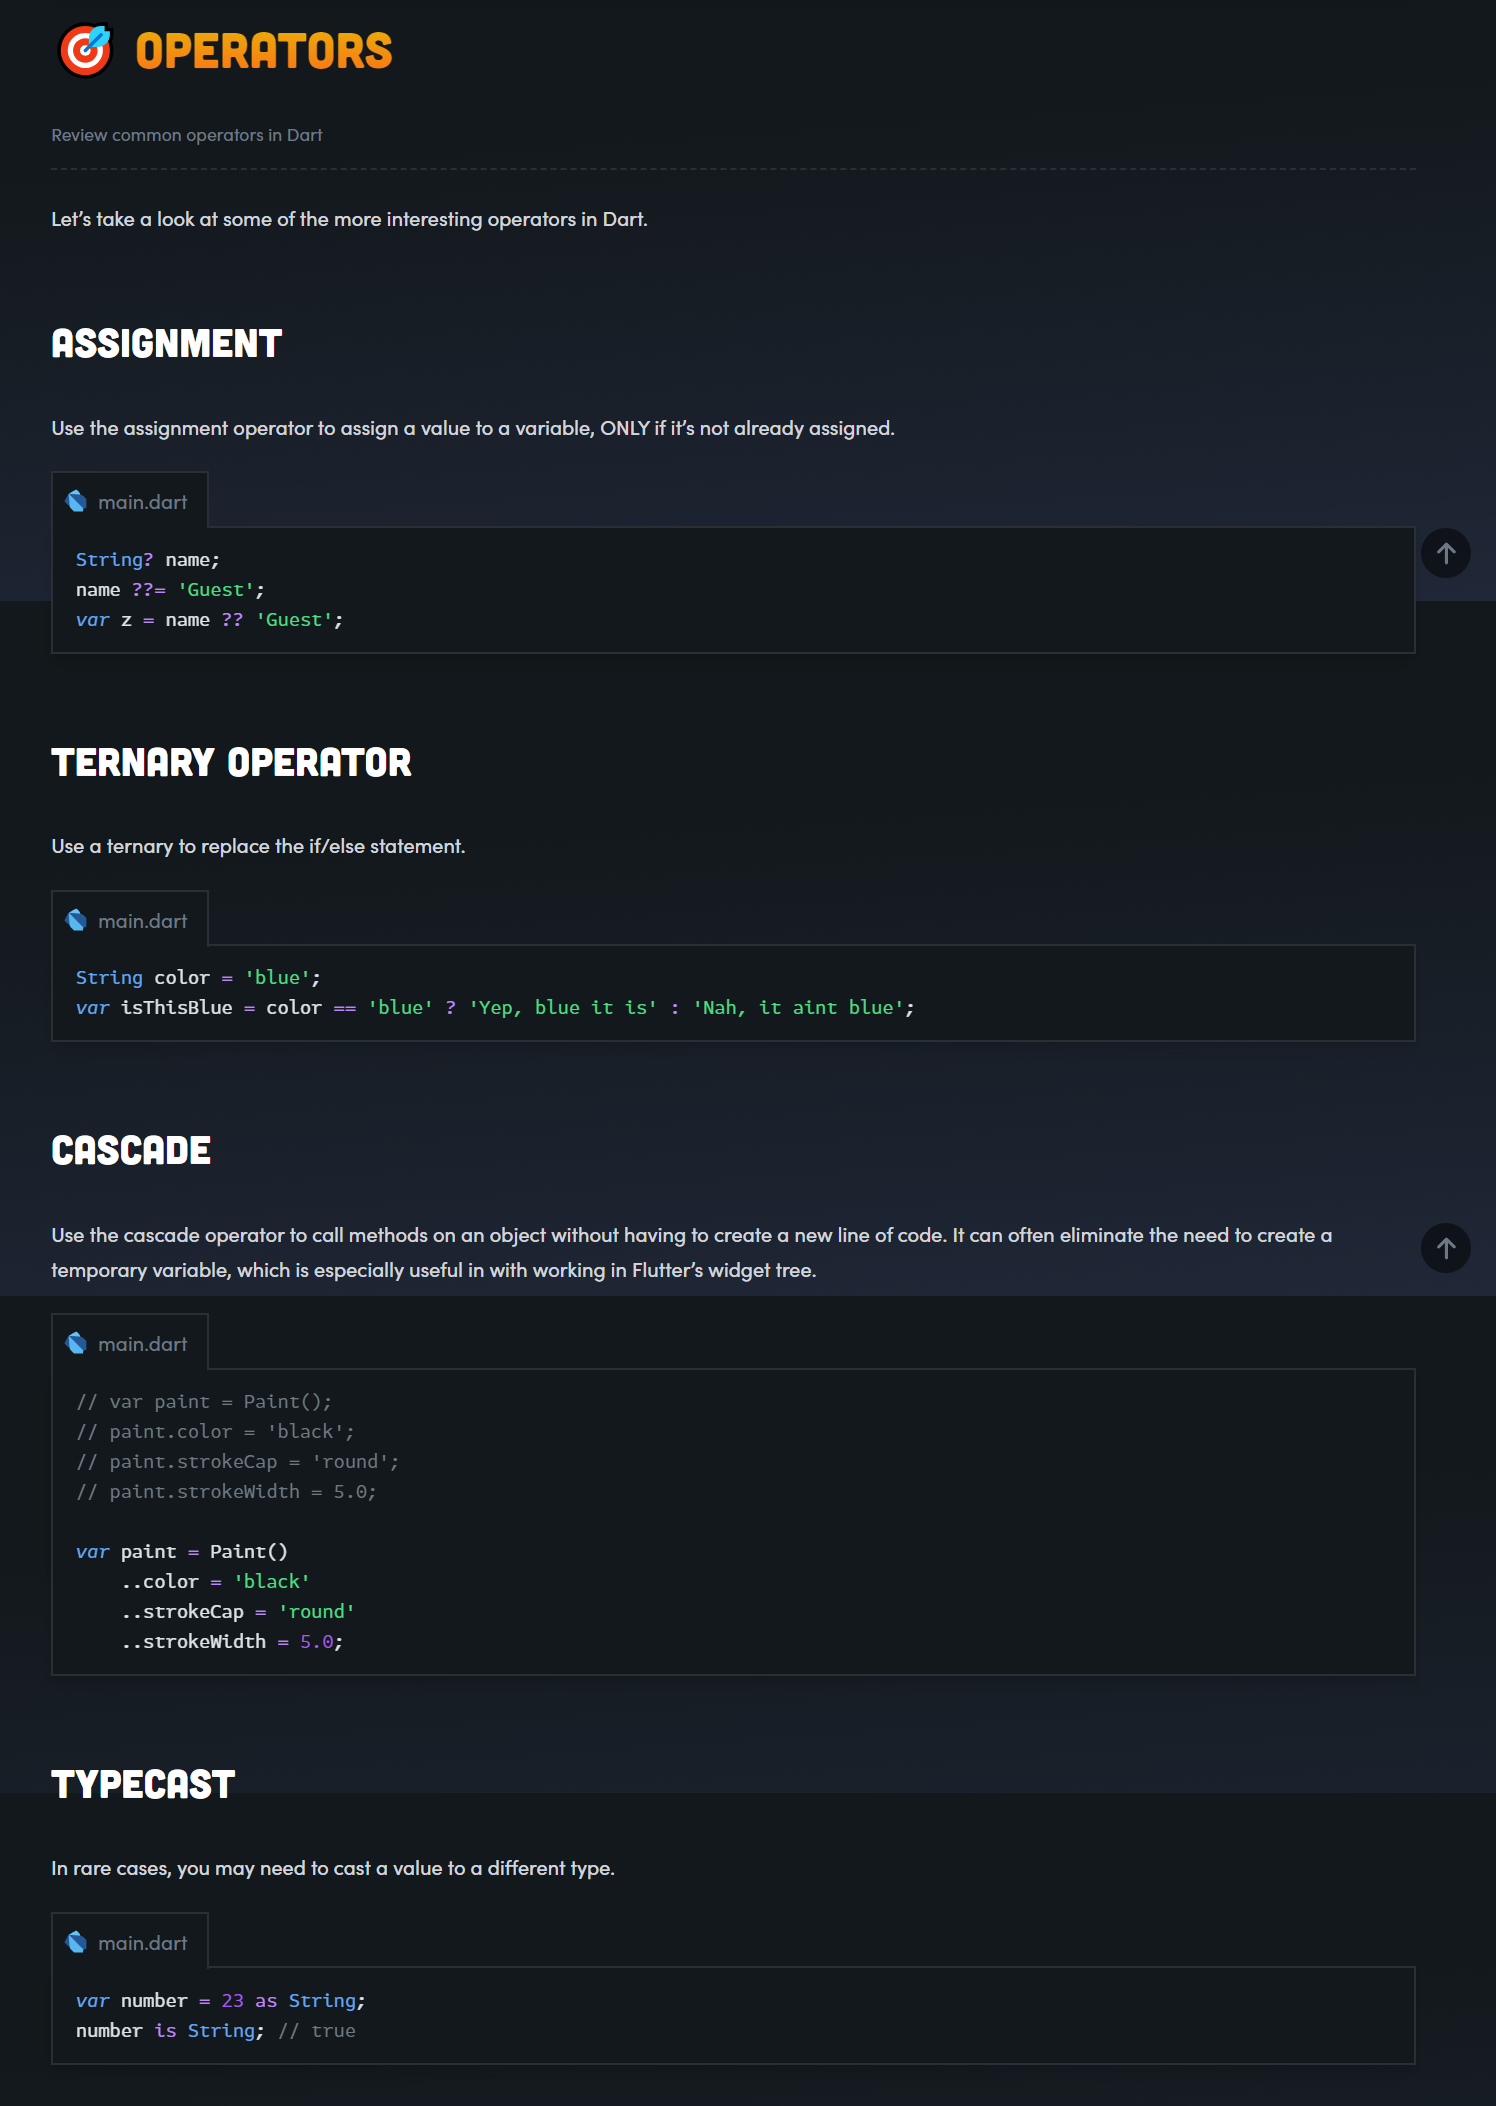 OPERATORS
Review common operators in Dart
Let’s take a look at some of the more interesting operators in Dart.
ASSIGNMENT
Use the assignment operator to assign a value to a variable, ONLY if it’s not already assigned.
main.dart
String? name;
name ??= 'Guest';
var z = name ?? 'Guest';
TERNARY OPERATOR
Use a ternary to replace the if/else statement.
main.dart
String color = 'blue';
var isThisBlue = color == 'blue' ? 'Yep, blue it is' : 'Nah, it aint blue';
CASCADE
Use the cascade operator to call methods on an object without having to create a new line of code. It can often eliminate the need to create a
temporary variable, which is especially useful in with working in Flutter’s widget tree.
main.dart
// var paint = Paint();
// paint.color = 'black';
// paint.strokeCap = 'round';
// paint.strokeWidth = 5.0;
var paint = Paint()
..color = 'black'
..strokeCap = 'round'
..strokeWidth = 5.0;
TYPECAST
In rare cases, you may need to cast a value to a different type.
main.dart
var number = 23 as String;
number is String; // true